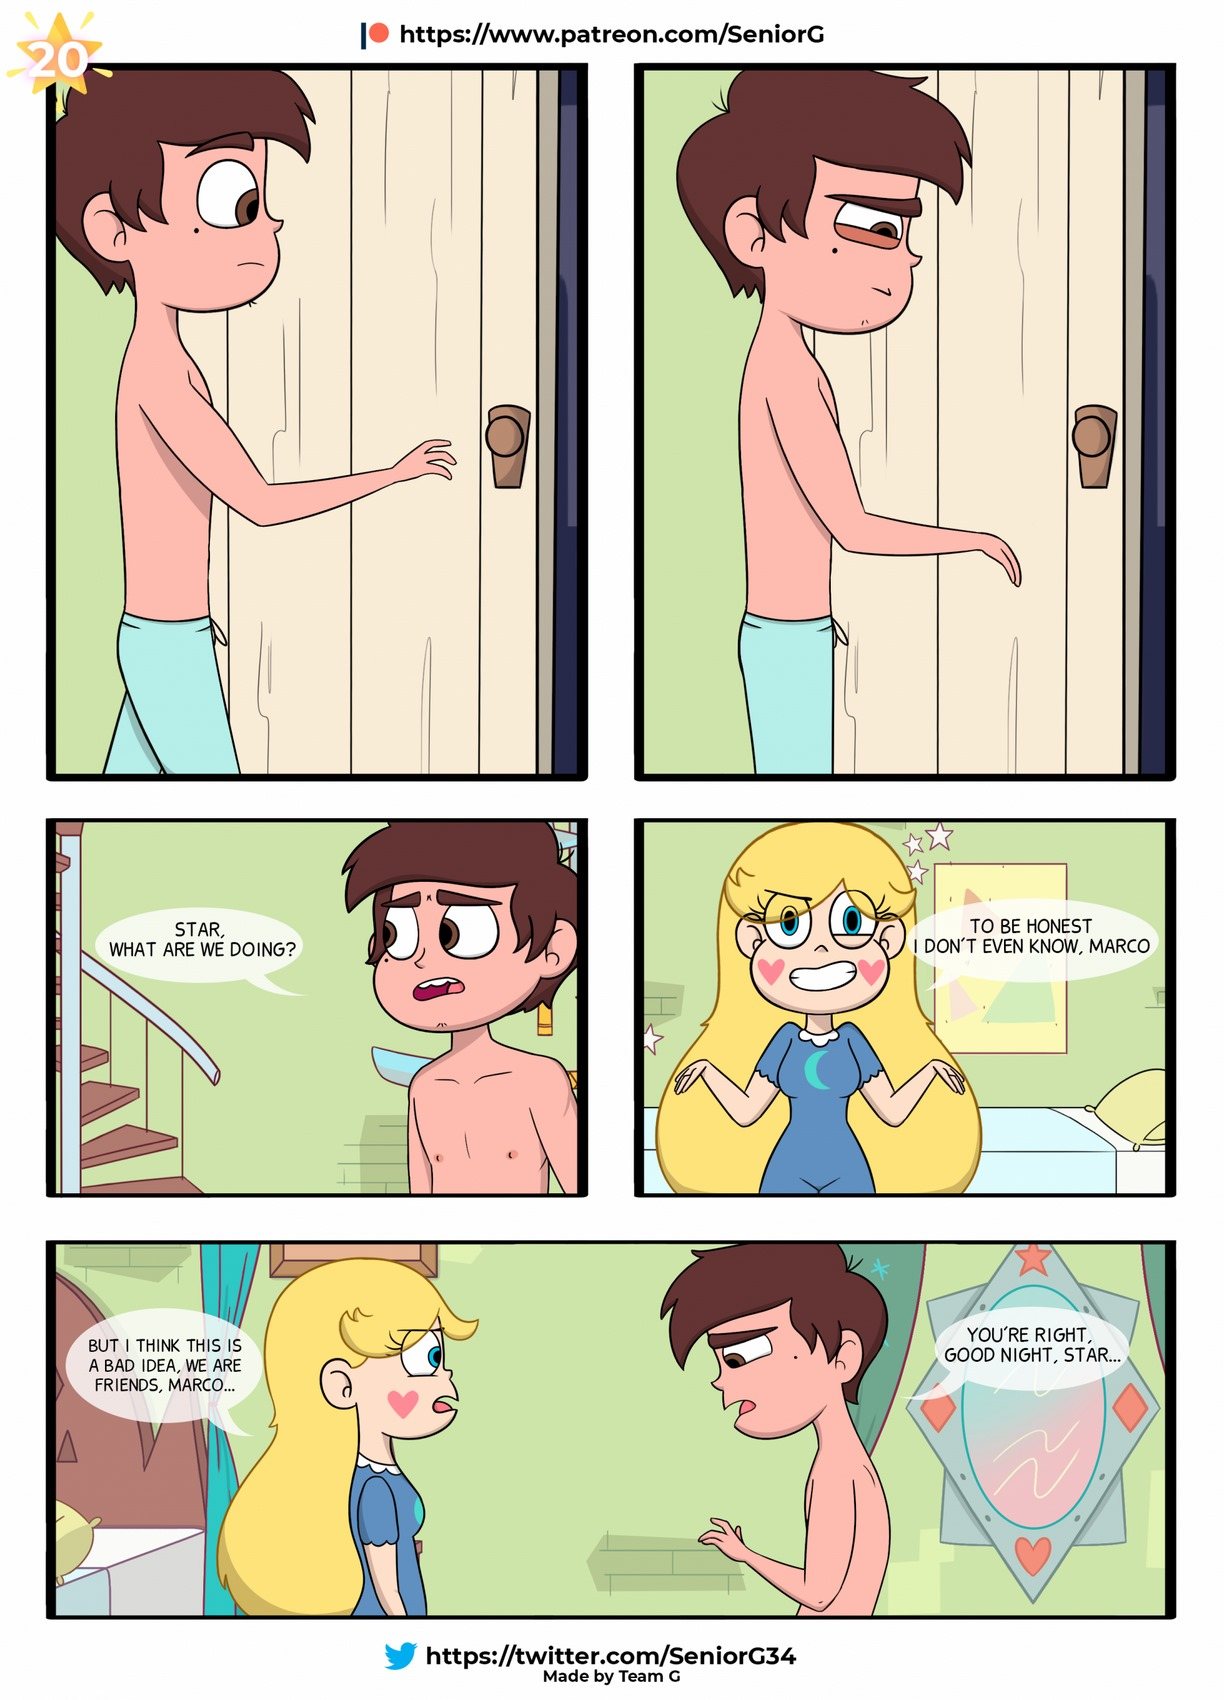 20
https://www.patreon.com/SeniorG
STAR,
WHAT ARE WE DOING?
TO BE HONEST
I DON'T EVEN KNOW, MARCO
BUT I THINK THIS IS
A BAD IDEA, WE ARE
FRIENDS, MARCO...
YOU'RE RIGHT,
GOOD NIGHT, STAR...
https://twitter.com/SeniorG34
Made by Team G